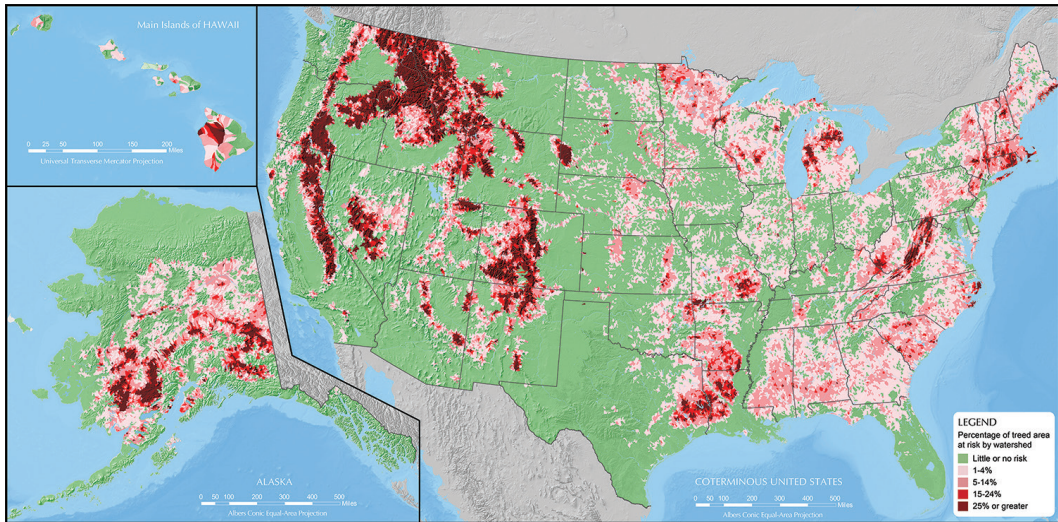 Main Islands of HAWAII
0 25 50 100 150 200
Miles
Universal Transverse Mercator Projection
ALASKA
0 50 100 200 300 400 500
Miles
Albers Conic Equal-Area Projection
COTERMINOUS UNITED STATES
0 50 100 200 300 400 500
Miles
Albers Conic Equal-Area Projection
LEGEND
Percentage of treed area
at risk by watershed
Little or no risk
1-4%
5-14%
15-24%
25% or greater